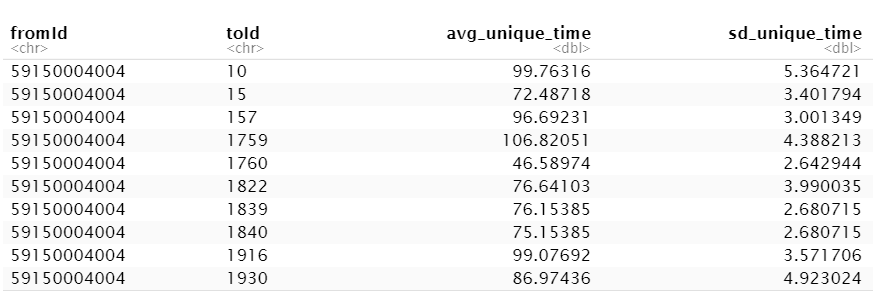 fromId toId avg_unique_time sd_unique_time
<chr> <chr> <dbl> <dbl>
59150004004 10 99.76316 5.364721
59150004004 15 72.48718 3.401794
59150004004 157 96.69231 3.001349
59150004004 1759 106.82051 4.388213
59150004004 1760 46.58974 2.642944
59150004004 1822 76.64103 3.990035
59150004004 1839 76.15385 2.680715
59150004004 1840 75.15385 2.680715
59150004004 1916 99.07692 3.571706
59150004004 1930 86.97436 4.923024